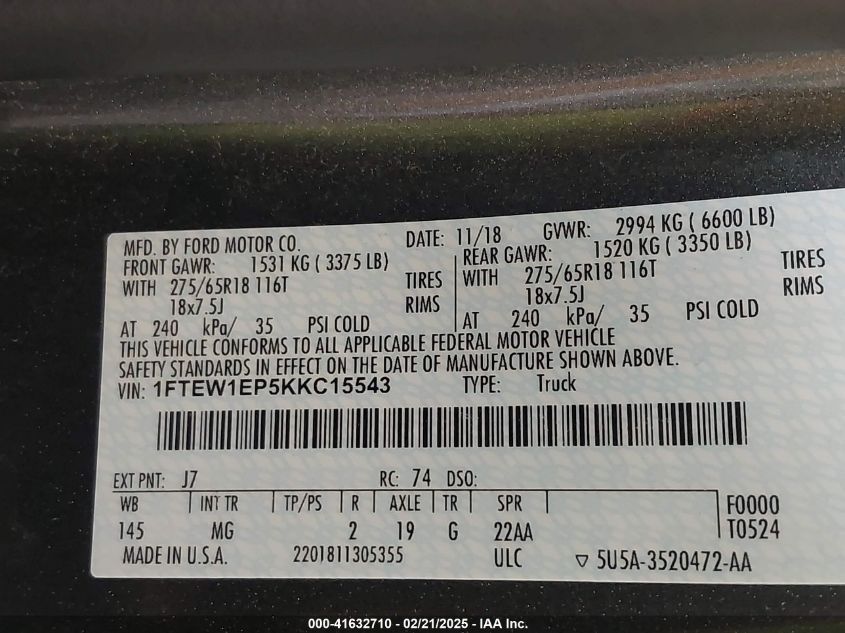 MFD. BY FORD MOTOR CO. DATE: 11/18 GVWR: 2994 KG ( 6600 LB)
FRONT GAWR: 1531 KG ( 3375 LB) REAR GAWR: 1520 KG ( 3350 LB)
WITH 275/65R18 116T TIRES WITH 275/65R18 116T TIRES
18x7.5J RIMS 18x7.5J RIMS
AT 240 kPa/ 35 PSI COLD AT 240 kPa/ 35 PSI COLD
THIS VEHICLE CONFORMS TO ALL APPLICABLE FEDERAL MOTOR VEHICLE
SAFETY STANDARDS IN EFFECT ON THE DATE OF MANUFACTURE SHOWN ABOVE.
VIN: 1FTEW1EP5KKC15543 TYPE: Truck
EXT PNT: J7 RC: 74 DSO:
WB INT TR TP/PS R AXLE TR SPR F0000
145 MG 2 19 G 22AA T0524
MADE IN U.S.A. 2201811305355 ULC ▽ 5U5A-3520472-AA
000-41632710 - 02/21/2025 - IAA Inc.